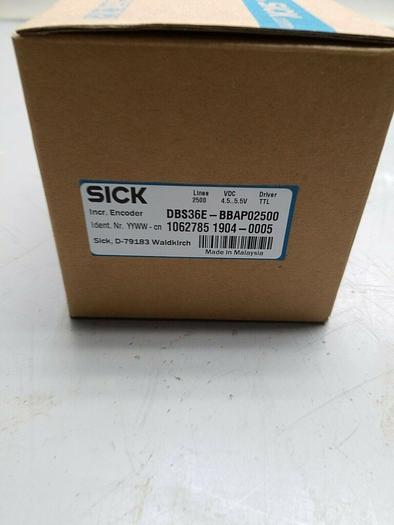 SICK
SICK
Lines VDC Driver
2500 4.5..5.5V TTL
Incr. Encoder DBS36E-BBAP02500
Ident. Nr. YYWW - cn 1062785 1904-0005
Sick, D-79183 Waldkirch
Made in Malaysia